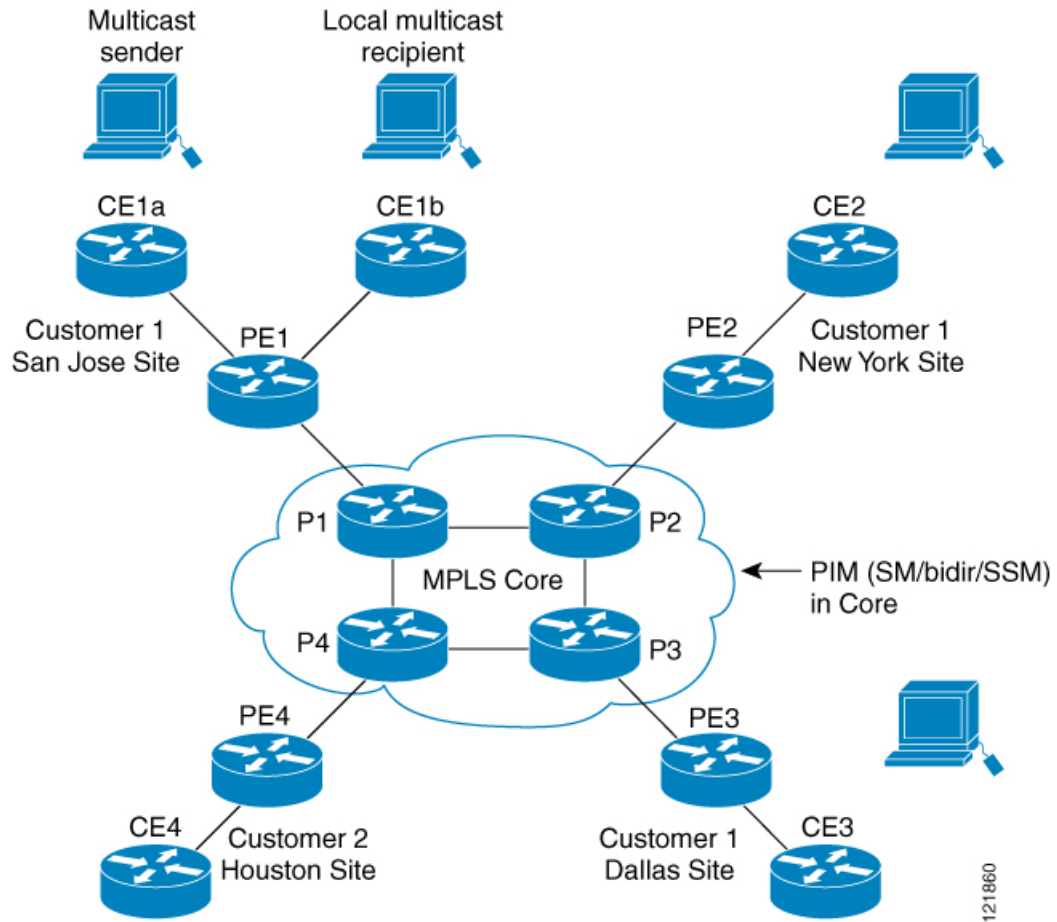 Multicast
sender
Local multicast
recipient
CE1a
CE1b
CE2
Customer 1
San Jose Site
PE1
PE2
Customer 1
New York Site
P1
P2
MPLS Core
PIM (SM/bidir/SSM)
in Core
P4
P3
PE4
PE3
CE4
Customer 2
Houston Site
Customer 1
Dallas Site
CE3
121860